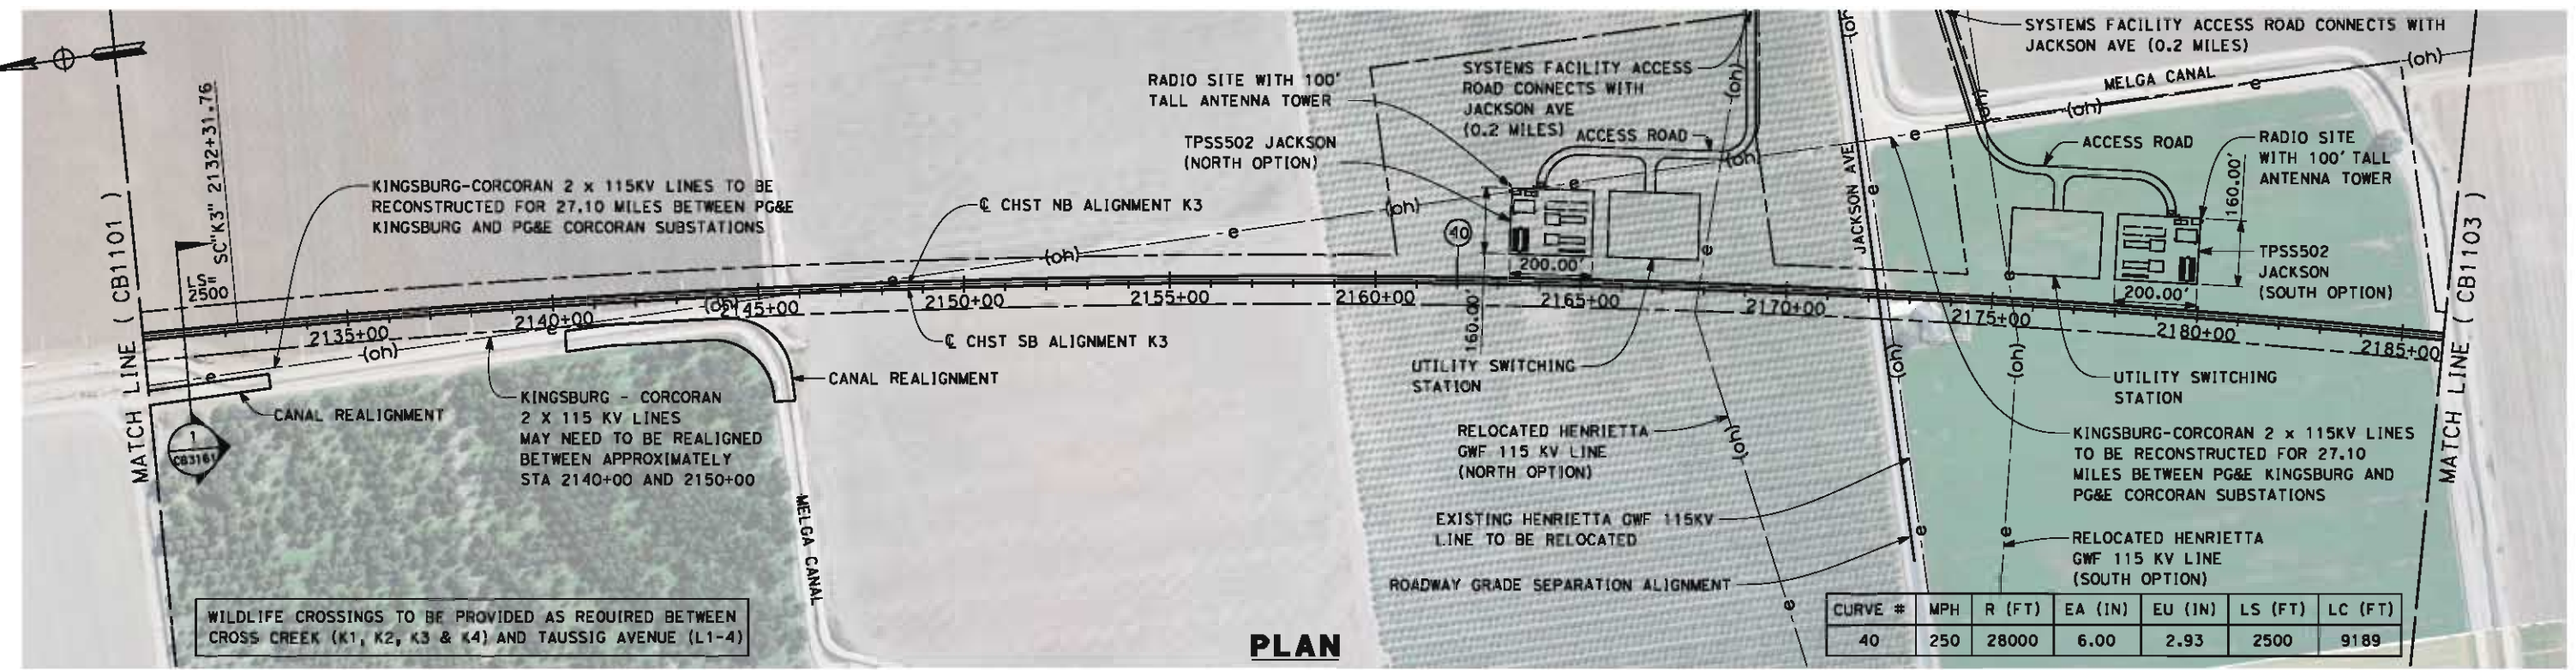 SYSTEMS FACILITY ACCESS ROAD CONNECTS WITH
JACKSON AVE (0.2 MILES)
(oh)
MELGA CANAL
(oh)
RADIO SITE WITH 100'
TALL ANTENNA TOWER
SYSTEMS FACILITY ACCESS
ROAD CONNECTS WITH
JACKSON AVE
(0.2 MILES)
ACCESS ROAD
(oh)
(oh)
TPSS502 JACKSON
(NORTH OPTION)
ACCESS ROAD
RADIO SITE
WITH 100' TALL
ANTENNA TOWER
160.00'
MATCH LINE ( CB1101 )
SC"K3" 2132+31.76
LS=
2500
KINGSBURG-CORCORAN 2 x 115KV LINES TO BE
RECONSTRUCTED FOR 27.10 MILES BETWEEN PG&E
KINGSBURG AND PG&E CORCORAN SUBSTATIONS
℄ CHST NB ALIGNMENT K3
(oh)
e
(oh)
40
200.00'
160.00'
JACKSON AVE
TPSS502
JACKSON
(SOUTH OPTION)
200.00'
MATCH LINE ( CB1103 )
2135+00
2140+00
2145+00
2150+00
2155+00
2160+00
2165+00
2170+00
2175+00
2180+00
2185+00
(oh)
(oh)
e
℄ CHST SB ALIGNMENT K3
UTILITY SWITCHING
STATION
UTILITY SWITCHING
STATION
CANAL REALIGNMENT
CANAL REALIGNMENT
1
CB3161
KINGSBURG - CORCORAN
2 X 115 KV LINES
MAY NEED TO BE REALIGNED
BETWEEN APPROXIMATELY
STA 2140+00 AND 2150+00
MELGA CANAL
RELOCATED HENRIETTA
GWF 115 KV LINE
(NORTH OPTION)
(oh)
(oh)
(oh)
KINGSBURG-CORCORAN 2 x 115KV LINES
TO BE RECONSTRUCTED FOR 27.10
MILES BETWEEN PG&E KINGSBURG AND
PG&E CORCORAN SUBSTATIONS
EXISTING HENRIETTA GWF 115KV
LINE TO BE RELOCATED
ROADWAY GRADE SEPARATION ALIGNMENT
e
e
e
RELOCATED HENRIETTA
GWF 115 KV LINE
(SOUTH OPTION)
WILDLIFE CROSSINGS TO BE PROVIDED AS REQUIRED BETWEEN
CROSS CREEK (K1, K2, K3 & K4) AND TAUSSIG AVENUE (L1-4)
PLAN
CURVE # MPH R (FT) EA (IN) EU (IN) LS (FT) LC (FT)
40 250 28000 6.00 2.93 2500 9189